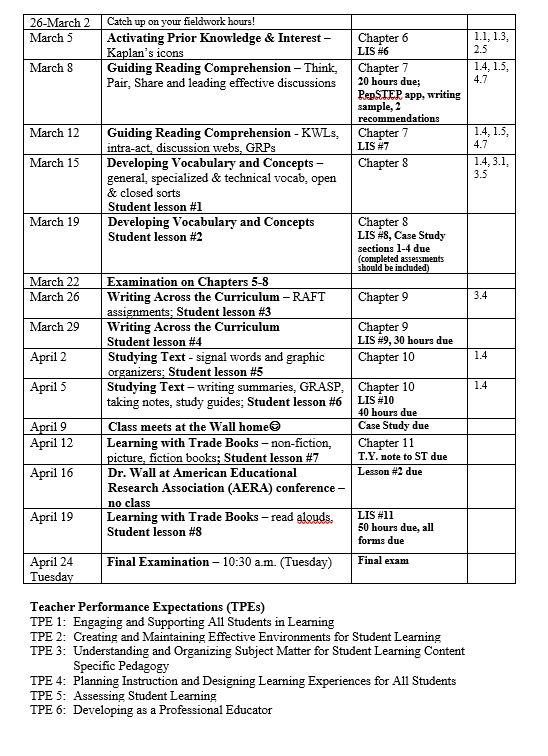 26-March 2 Catch up on your fieldwork hours!
March 5 Activating Prior Knowledge & Interest – Chapter 6 1.1, 1.3,
Kaplan's icons LIS #6 2.5
March 8 Guiding Reading Comprehension – Think, Chapter 7 1.4, 1.5,
Pair, Share and leading effective discussions 20 hours due; 4.7
PepSTEP app, writing
sample, 2
recommendations
March 12 Guiding Reading Comprehension - KWLs, Chapter 7 1.4, 1.5,
intra-act, discussion webs, GRPs LIS #7 4.7
March 15 Developing Vocabulary and Concepts – Chapter 8 1.4, 3.1,
general, specialized & technical vocab, open 3.5
& closed sorts
Student lesson #1
March 19 Developing Vocabulary and Concepts Chapter 8
Student lesson #2 LIS #8, Case Study
sections 1-4 due
(completed assessments
should be included)
March 22 Examination on Chapters 5-8
March 26 Writing Across the Curriculum – RAFT Chapter 9 3.4
assignments; Student lesson #3
March 29 Writing Across the Curriculum Chapter 9
Student lesson #4 LIS #9, 30 hours due
April 2 Studying Text - signal words and graphic Chapter 10 1.4
organizers; Student lesson #5
April 5 Studying Text – writing summaries, GRASP, Chapter 10 1.4
taking notes, study guides; Student lesson #6 LIS #10
40 hours due
April 9 Class meets at the Wall home☺ Case Study due
April 12 Learning with Trade Books – non-fiction, Chapter 11
picture, fiction books; Student lesson #7 T.Y. note to ST due
April 16 Dr. Wall at American Educational Lesson #2 due
Research Association (AERA) conference –
no class
April 19 Learning with Trade Books – read alouds, LIS #11
Student lesson #8 50 hours due, all
forms due
April 24 Final Examination – 10:30 a.m. (Tuesday) Final exam
Tuesday
Teacher Performance Expectations (TPEs)
TPE 1: Engaging and Supporting All Students in Learning
TPE 2: Creating and Maintaining Effective Environments for Student Learning
TPE 3: Understanding and Organizing Subject Matter for Student Learning Content
Specific Pedagogy
TPE 4: Planning Instruction and Designing Learning Experiences for All Students
TPE 5: Assessing Student Learning
TPE 6: Developing as a Professional Educator